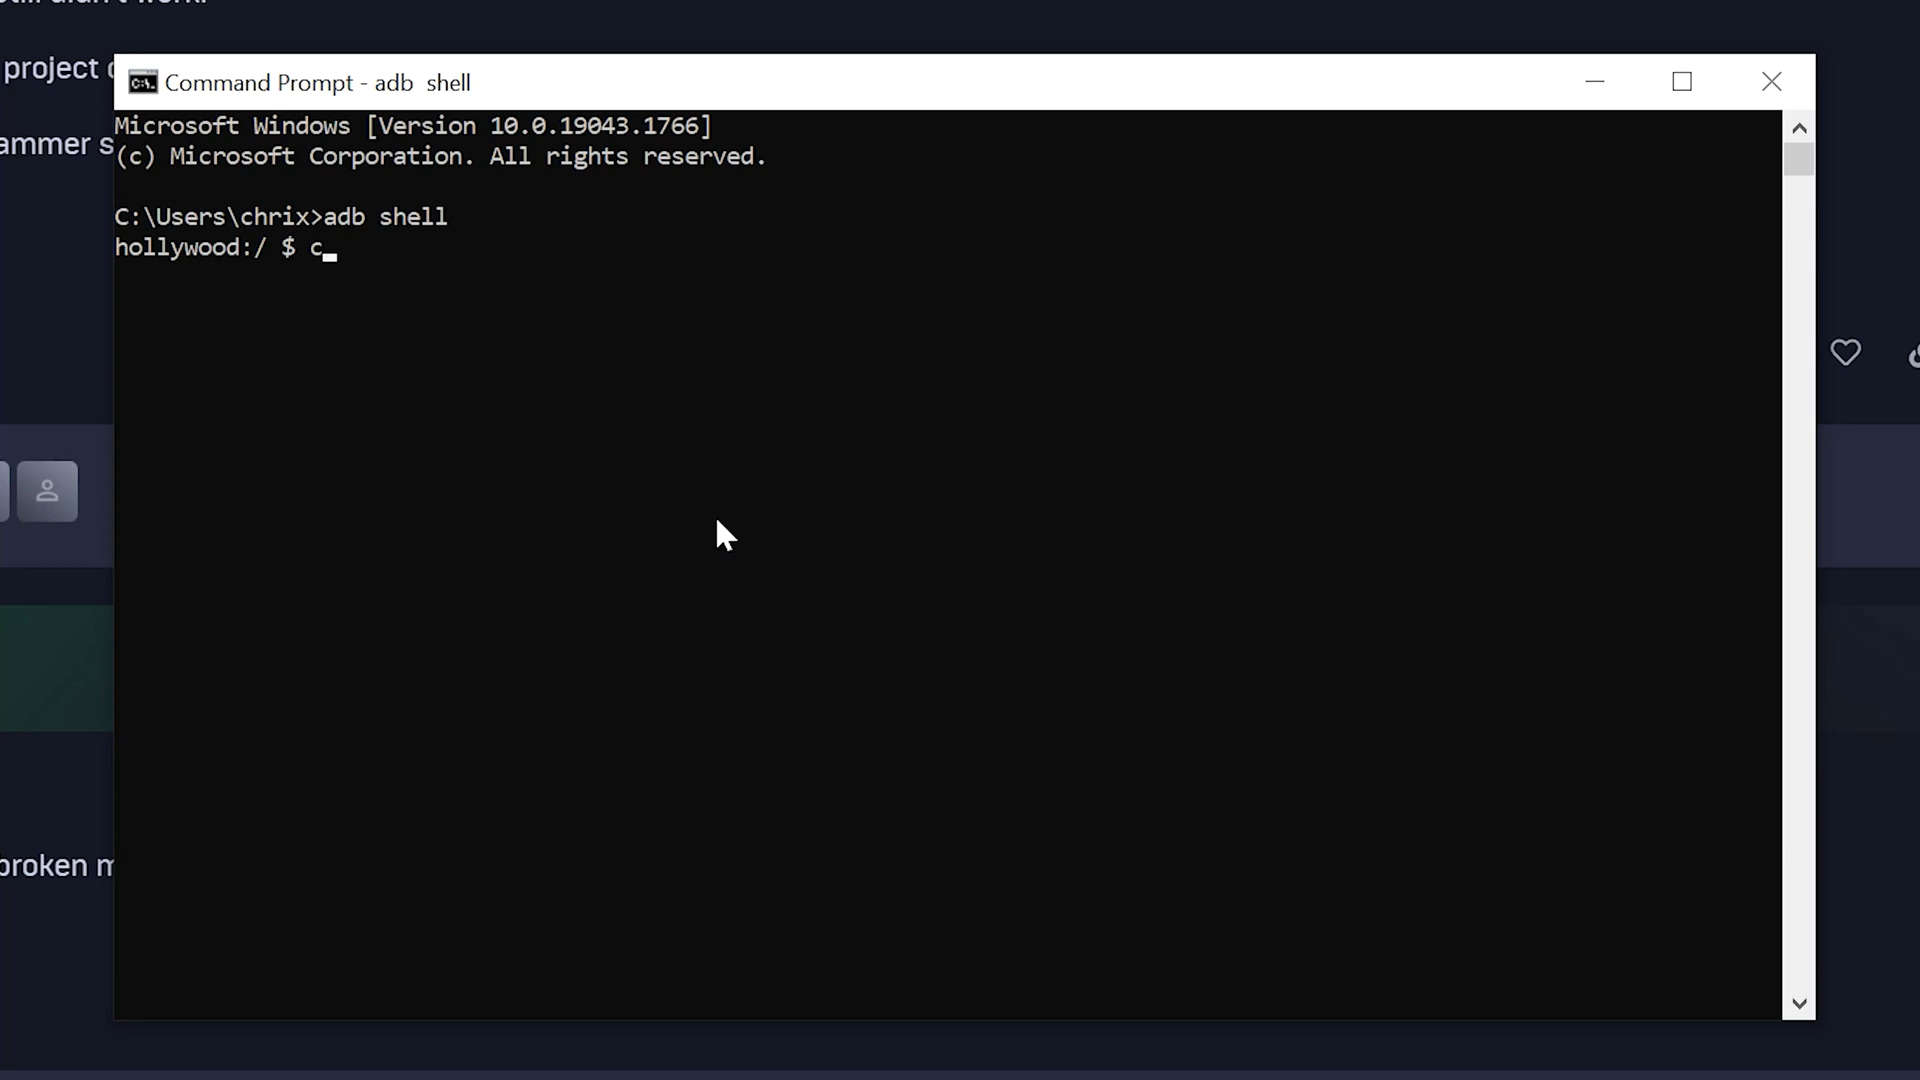 project
Command Prompt - adb  shell
Microsoft Windows [Version 10.0.19043.1766]
ammer s
(c) Microsoft Corporation. All rights reserved.
C:\Users\chrix>adb shell
hollywood:/ $ c
broken m